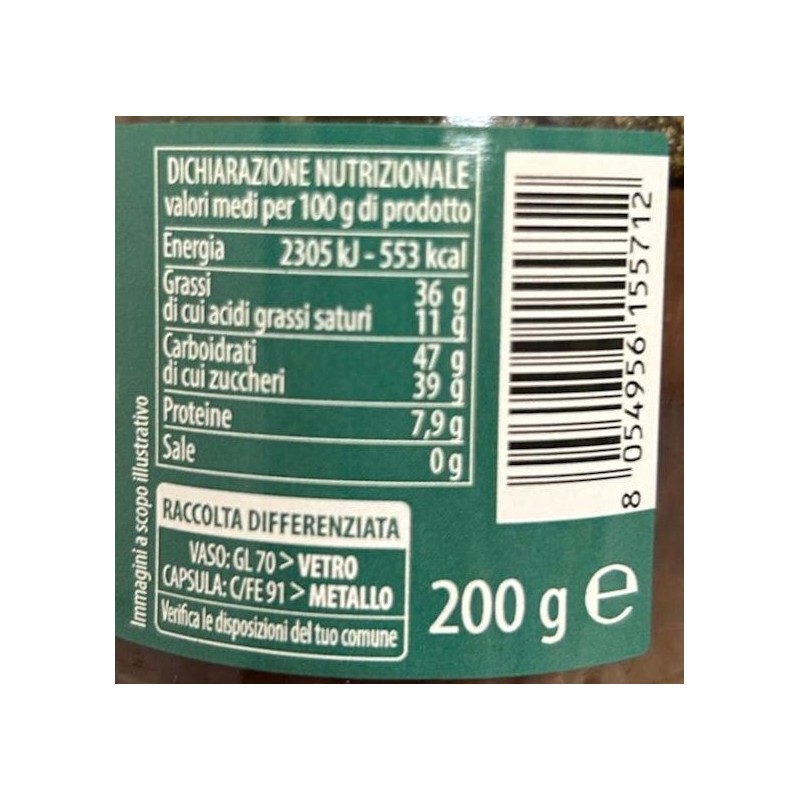 DICHIARAZIONE NUTRIZIONALE
valori medi per 100 g di prodotto
Energia 2305 kJ - 553 kcal
Grassi 36 g
di cui acidi grassi saturi 11 g
Carboidrati 47 g
di cui zuccheri 39 g
Proteine 7,9 g
Sale 0 g
Immagini a scopo illustrativo
RACCOLTA DIFFERENZIATA
VASO: GL 70 > VETRO
CAPSULA: C/FE 91 > METALLO
Verifica le disposizioni del tuo comune
200 g e
8 054956 155712